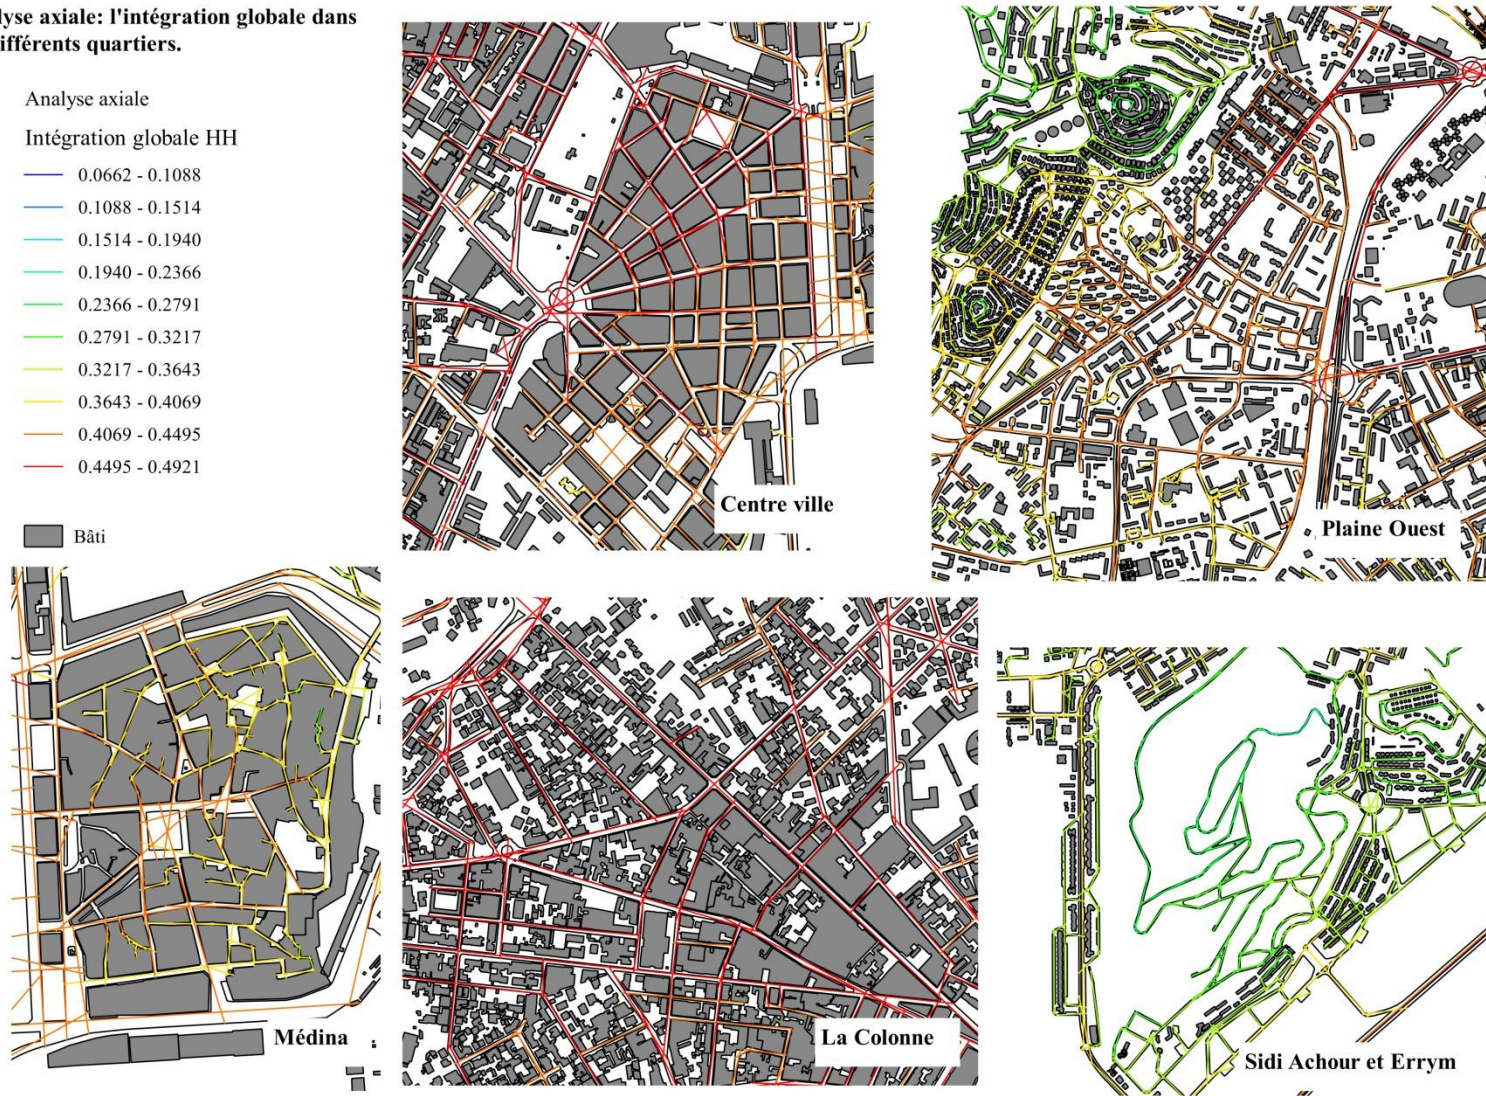 lyse axiale: l'intégration globale dans
ifférents quartiers.
Analyse axiale
Intégration globale HH
0.0662 - 0.1088
0.1088 - 0.1514
0.1514 - 0.1940
0.1940 - 0.2366
0.2366 - 0.2791
0.2791 - 0.3217
0.3217 - 0.3643
0.3643 - 0.4069
0.4069 - 0.4495
0.4495 - 0.4921
Bâti
Centre ville
Plaine Ouest
Médina
La Colonne
Sidi Achour et Errym